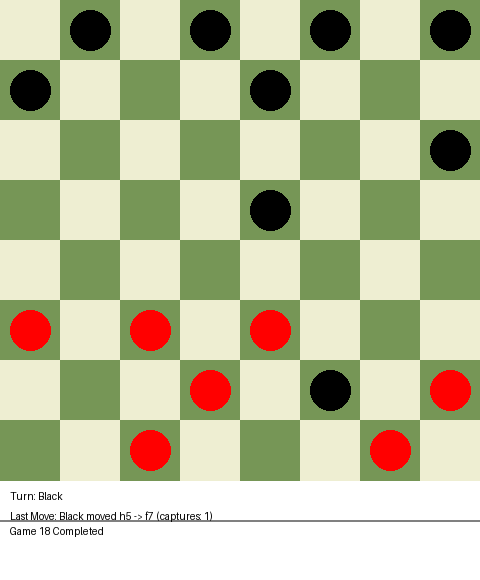 Turn: Black
Last Move: Black moved h5 -> f7 (captures: 1)
Game 18 Completed